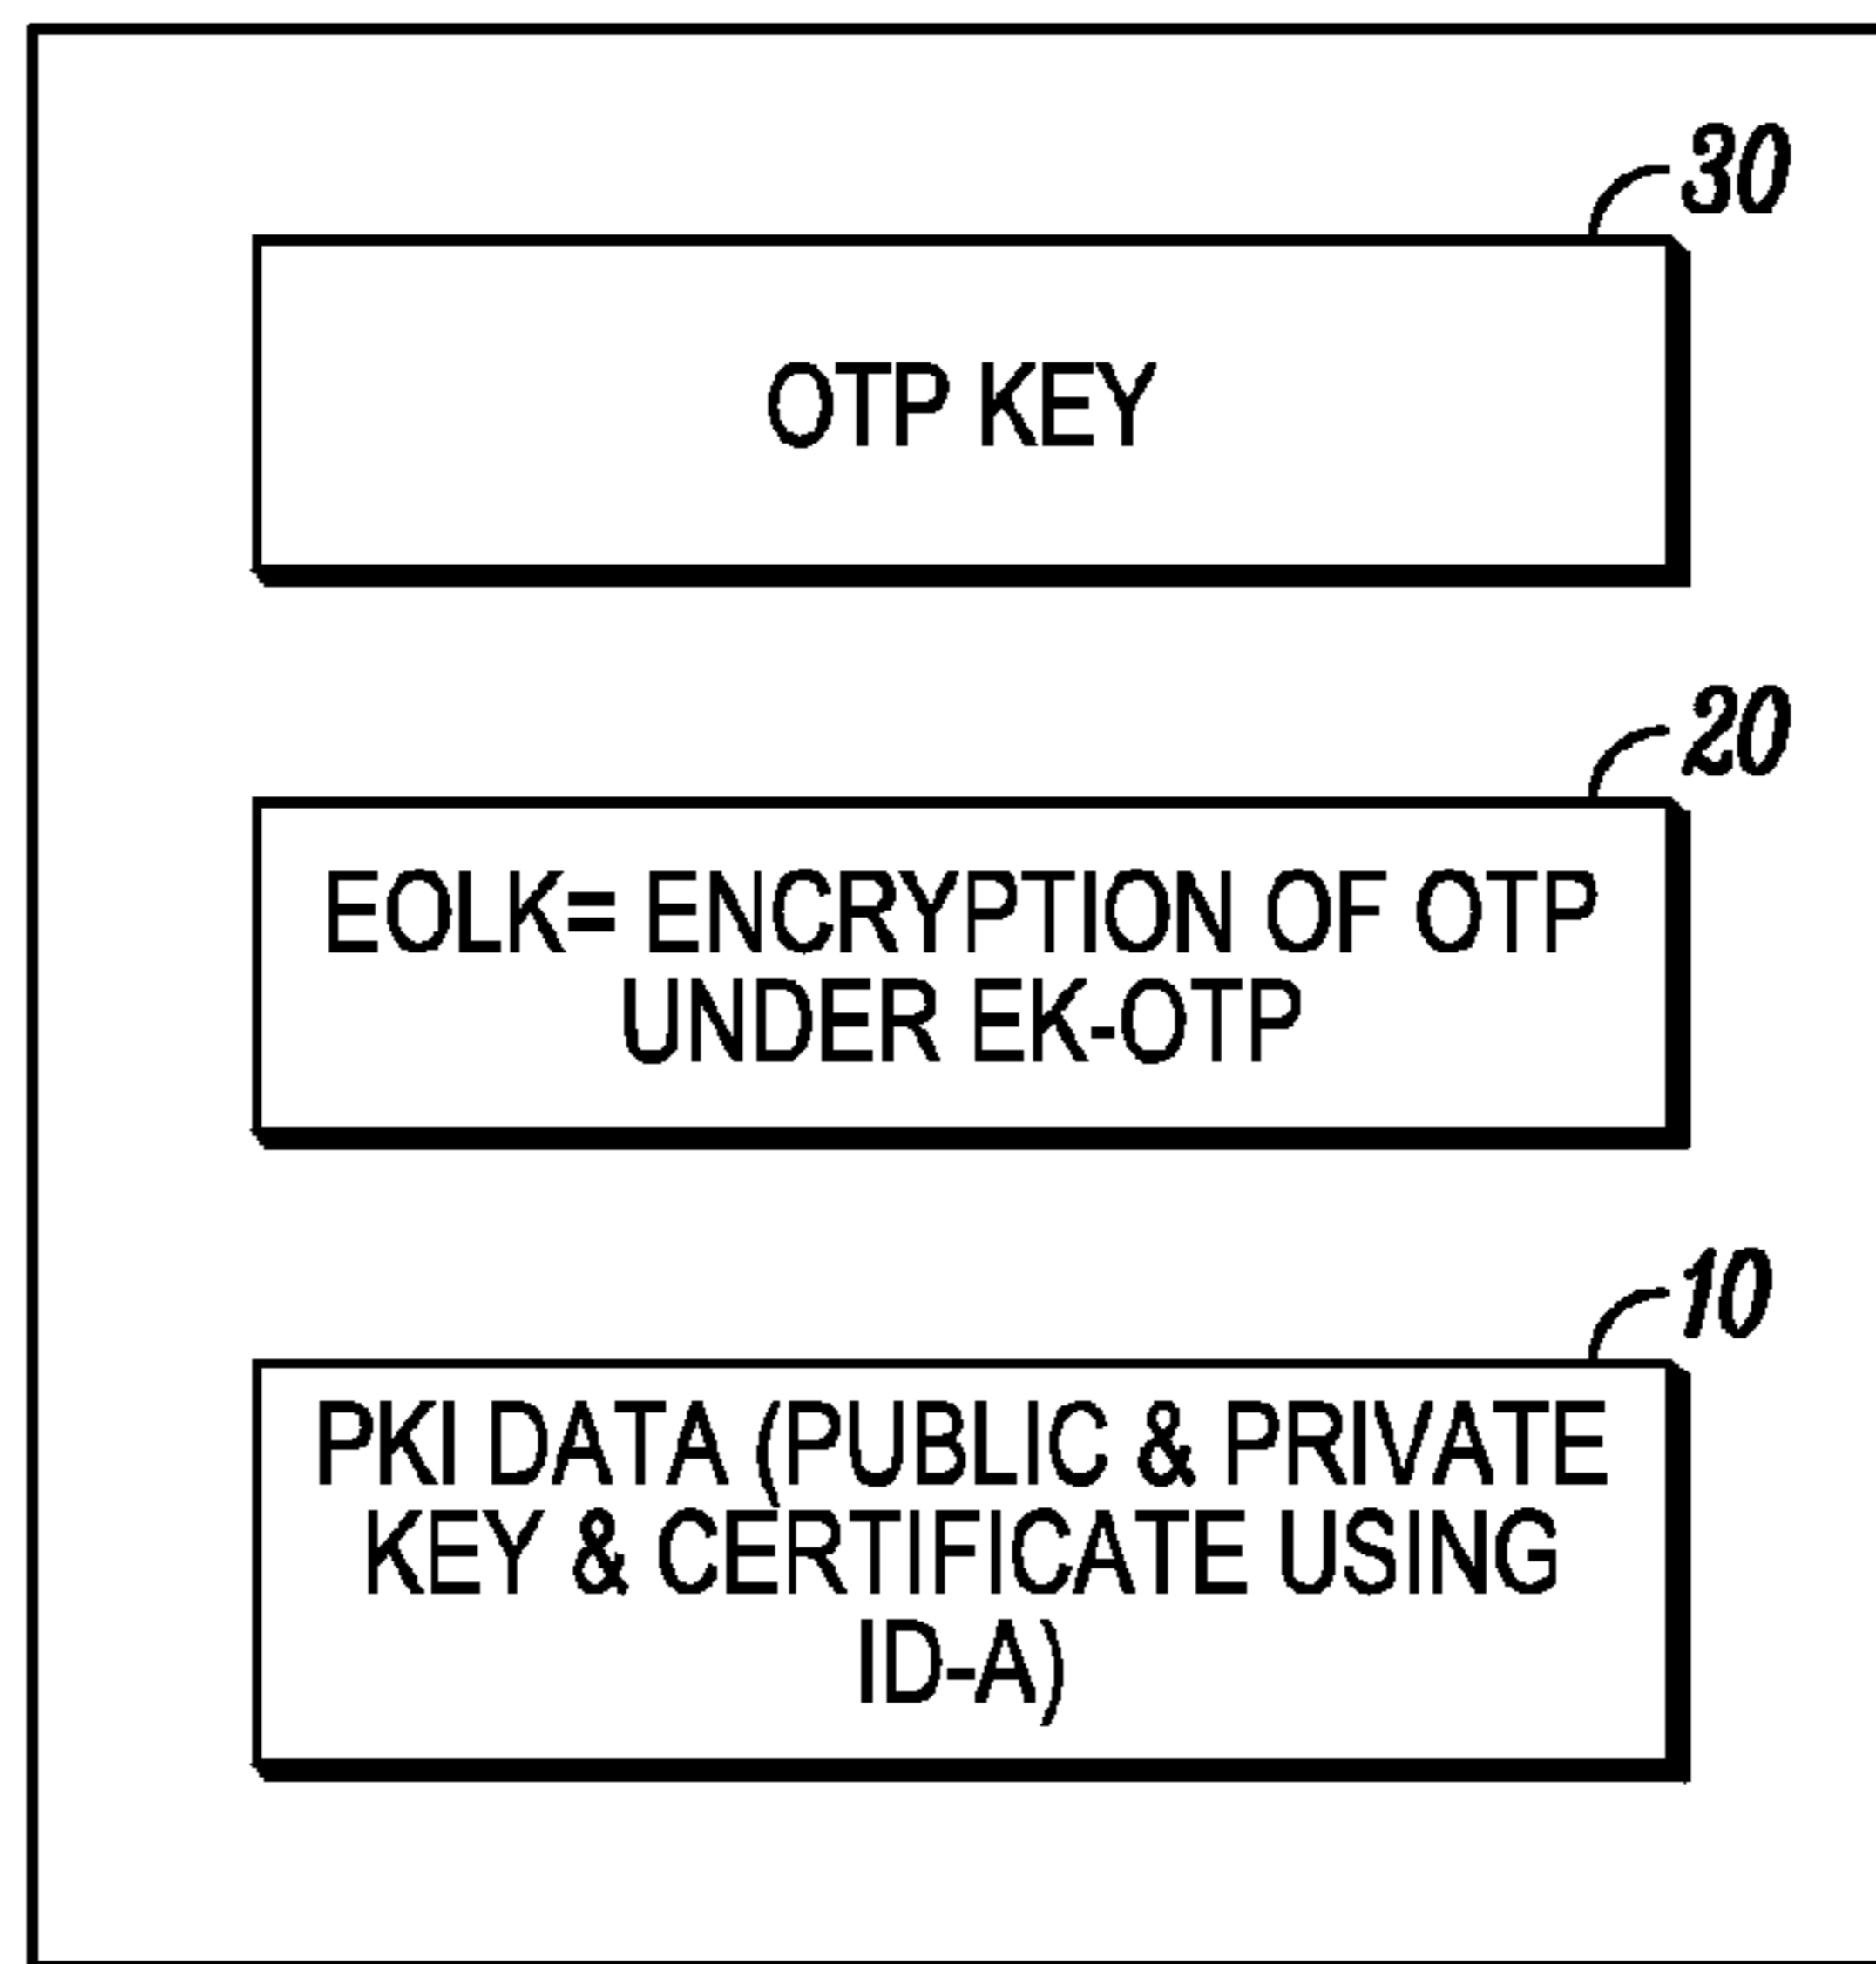 30
OTP KEY
20
EOLK= ENCRYPTION OF OTP
UNDER EK-OTP
10
PKI DATA (PUBLIC & PRIVATE
KEY & CERTIFICATE USING
ID-A)